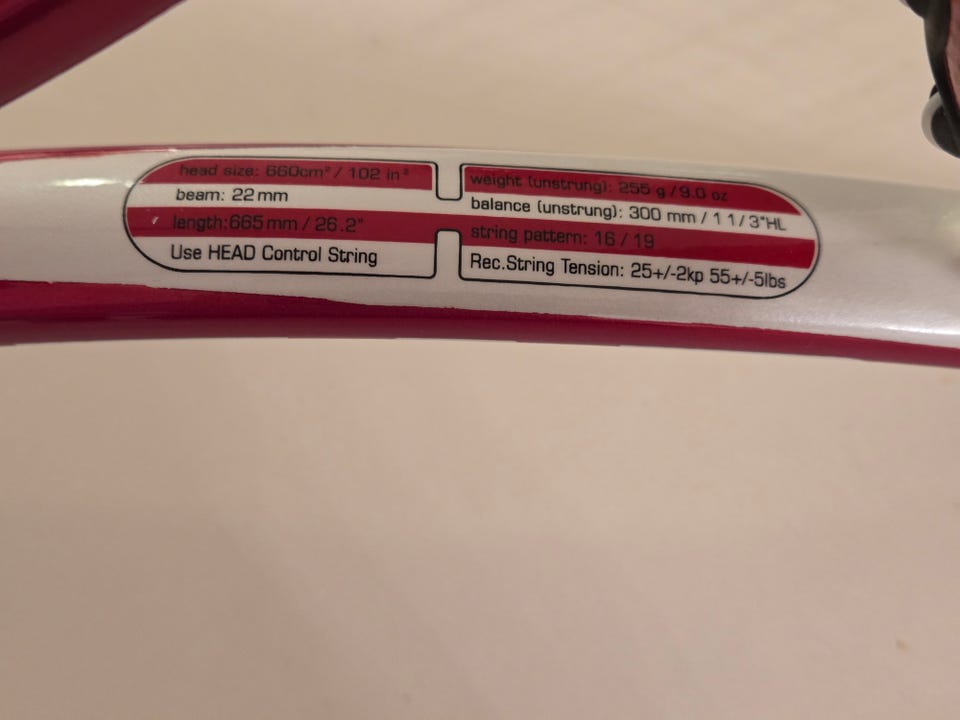 head size: 660cm² / 102 in²
beam: 22 mm
length:665 mm / 26.2"
Use HEAD Control String
weight (unstrung): 255 g / 9.0 oz
balance (unstrung): 300 mm / 1 1/3"HL
string pattern: 16 / 19
Rec.String Tension: 25+/-2kp 55+/-5lbs